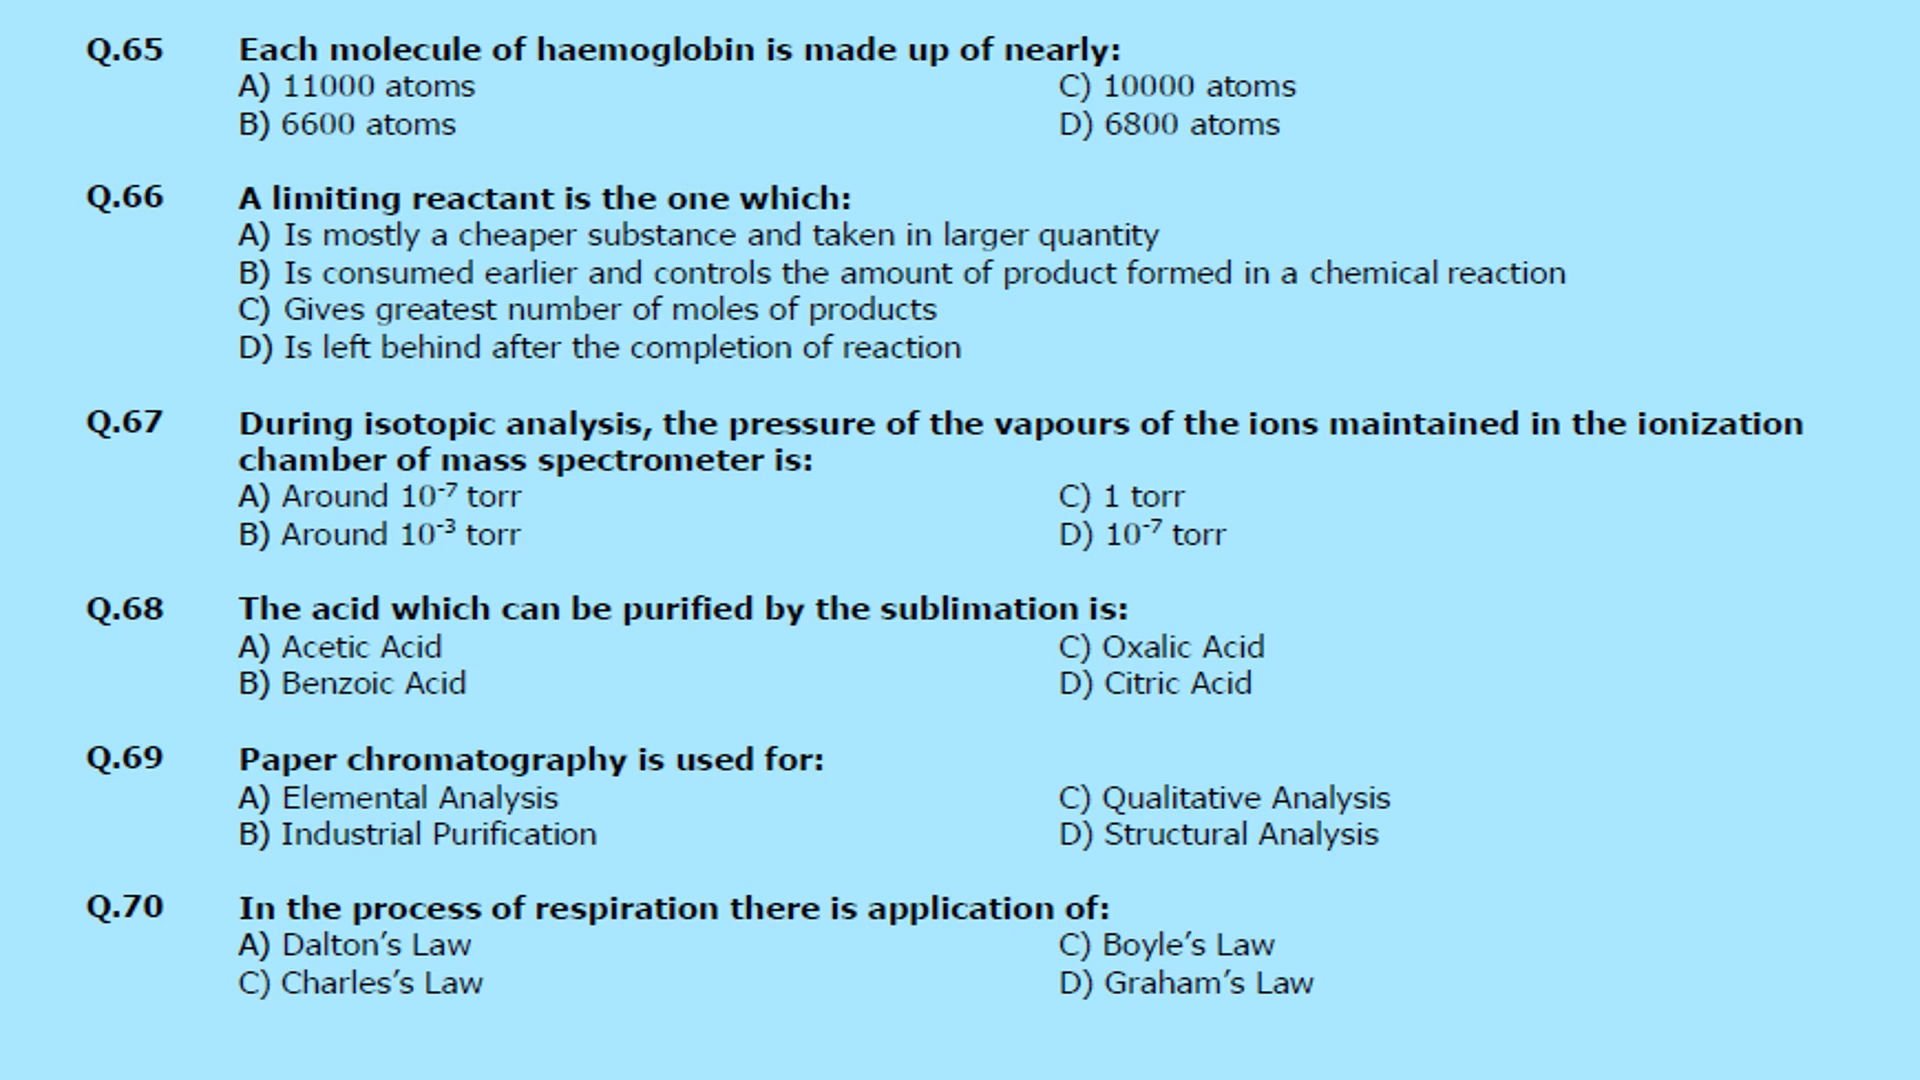 Q.65 Each molecule of haemoglobin is made up of nearly:
A) 11000 atoms C) 10000 atoms
B) 6600 atoms D) 6800 atoms
Q.66 A limiting reactant is the one which:
A) Is mostly a cheaper substance and taken in larger quantity
B) Is consumed earlier and controls the amount of product formed in a chemical reaction
C) Gives greatest number of moles of products
D) Is left behind after the completion of reaction
Q.67 During isotopic analysis, the pressure of the vapours of the ions maintained in the ionization
chamber of mass spectrometer is:
A) Around 10⁻⁷ torr C) 1 torr
B) Around 10⁻³ torr D) 10⁻⁷ torr
Q.68 The acid which can be purified by the sublimation is:
A) Acetic Acid C) Oxalic Acid
B) Benzoic Acid D) Citric Acid
Q.69 Paper chromatography is used for:
A) Elemental Analysis C) Qualitative Analysis
B) Industrial Purification D) Structural Analysis
Q.70 In the process of respiration there is application of:
A) Dalton’s Law C) Boyle’s Law
C) Charles’s Law D) Graham’s Law